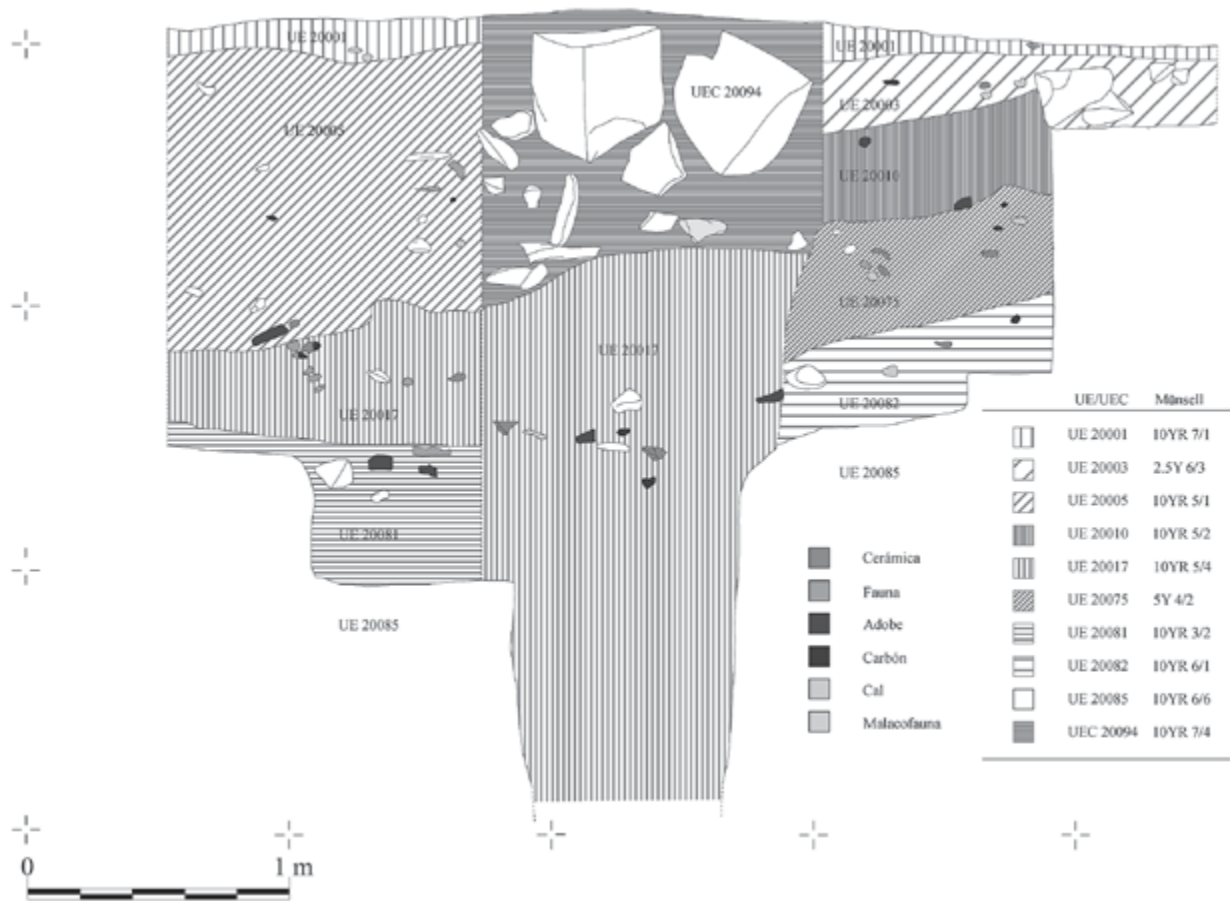 UE 20001
UE 20001
UEC 20094
UE 20003
UE 20005
UE 20010
UE 20075
UE 20017
UE 20017
UE 20082
UE 20085
UE 20081
UE 20085
UE/UEC Münsell
UE 20001 10YR 7/1
UE 20003 2.5Y 6/3
UE 20005 10YR 5/1
UE 20010 10YR 5/2
UE 20017 10YR 5/4
UE 20075 5Y 4/2
UE 20081 10YR 3/2
UE 20082 10YR 6/1
UE 20085 10YR 6/6
UEC 20094 10YR 7/4
Cerámica
Fauna
Adobe
Carbón
Cal
Malacofauna
0 1 m